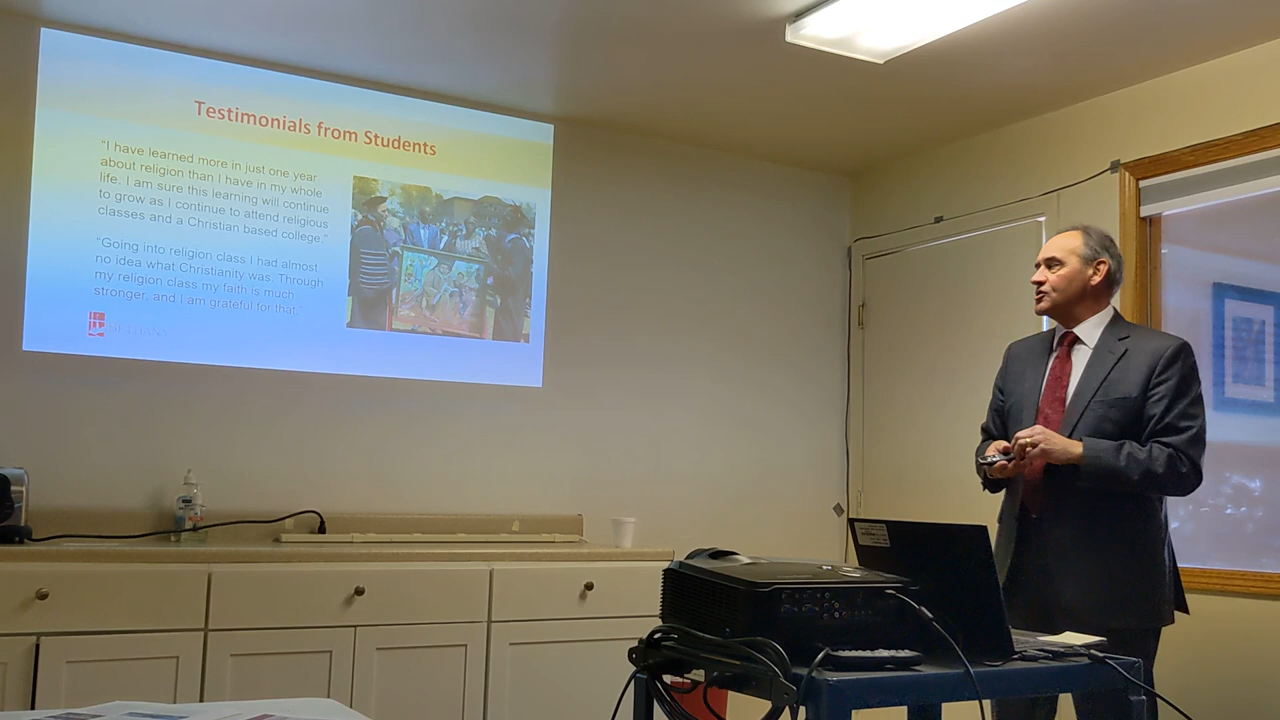 Testimonials from Students
"I have learned more in just one year
about religion than I have in my whole
life. I am sure this learning will continue
to grow as I continue to attend religious
classes and a Christian based college."
"Going into religion class I had almost
no idea what Christianity was. Through
my religion class my faith is much
stronger, and I am grateful for that."
BETHANY